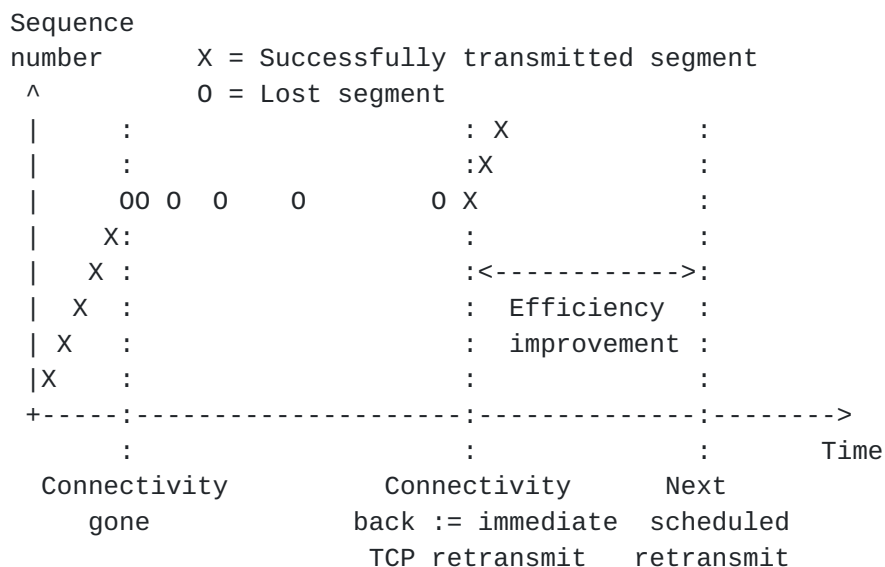 Sequence
number      X = Successfully transmitted segment
 ^          O = Lost segment
 |     :                     : X            :
 |     :                     :X             :
 |     OO O  O    O        O X              :
 |    X:                     :              :
 |   X :                     :<------------>:
 |  X  :                     :  Efficiency  :
 | X   :                     :  improvement :
 |X    :                     :              :
 +-----:---------------------:--------------:-------->
       :                     :              :       Time
  Connectivity          Connectivity      Next
     gone             back := immediate  scheduled
                       TCP retransmit   retransmit